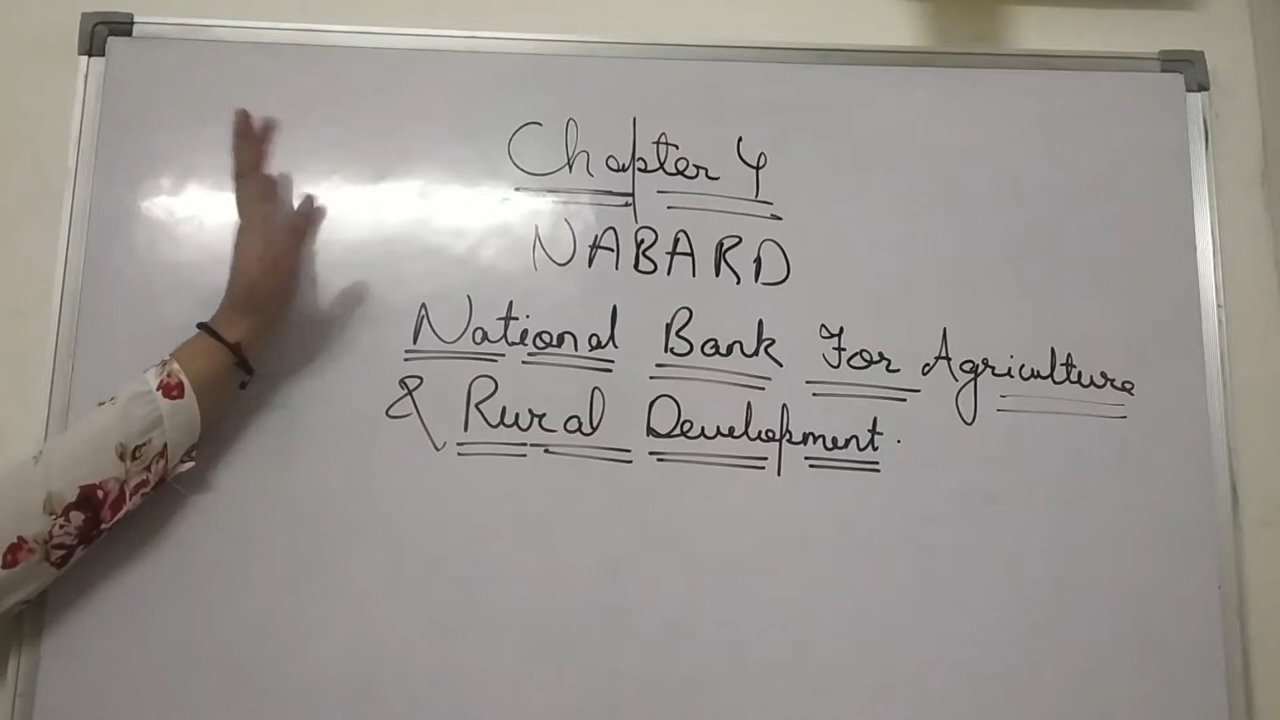 Chapter 4
NABARD
National Bank For Agriculture
& Rural Development.